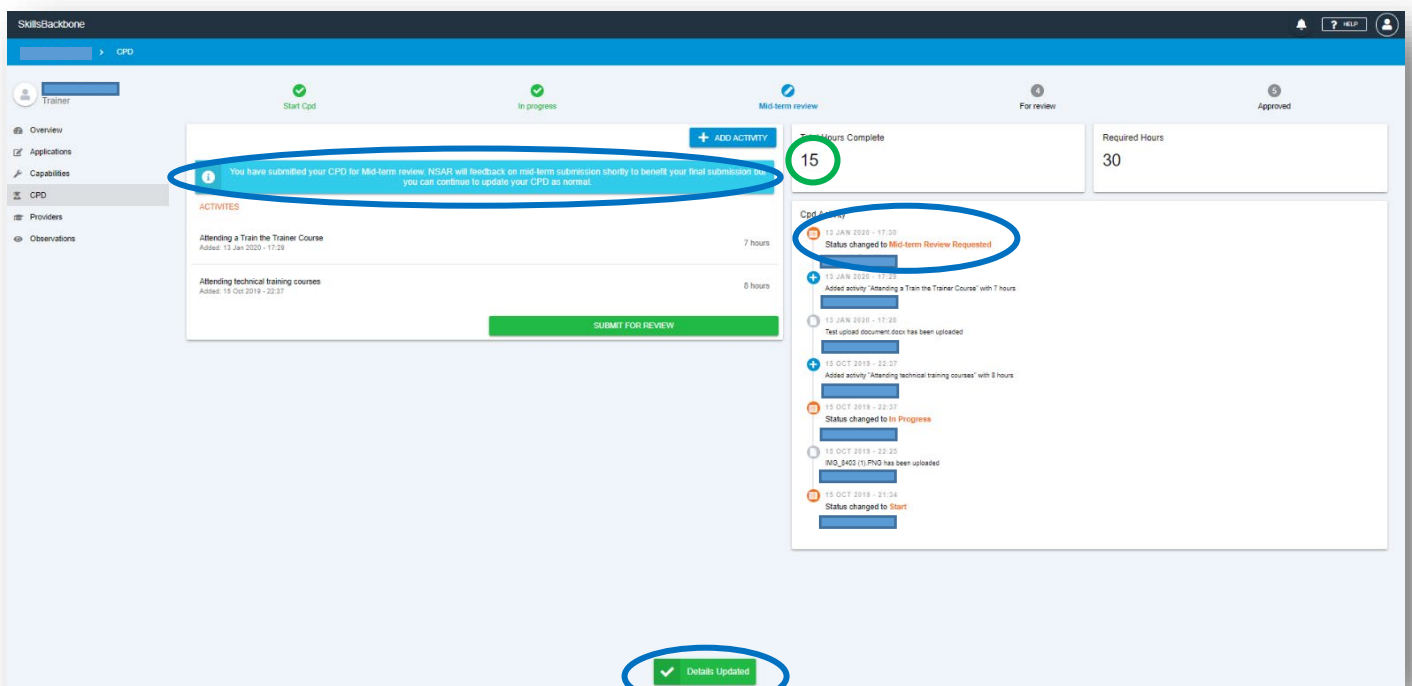 SkillsBackbone
? HELP
> CPD
Trainer
Start Cpd
In progress
Mid-term review
4
For review
5
Approved
Overview
Applications
Capabilities
CPD
Providers
Observations
+ ADD ACTIVITY
You have submitted your CPD for Mid-term review. NSAR will feedback on mid-term submission shortly to benefit your final submission but
you can continue to update your CPD as normal.
ACTIVITES
Attending a Train the Trainer Course
Added: 13 Jan 2020 - 17:29
7 hours
Attending technical training courses
Added: 15 Oct 2019 - 22:37
8 hours
SUBMIT FOR REVIEW
Total Hours Complete
15
Required Hours
30
Cpd Activity
13 JAN 2020 - 17:30
Status changed to Mid-term Review Requested
13 JAN 2020 - 17:29
Added activity "Attending a Train the Trainer Course" with 7 hours
13 JAN 2020 - 17:28
Test upload document.docx has been uploaded
15 OCT 2019 - 22:37
Added activity "Attending technical training courses" with 8 hours
15 OCT 2019 - 22:37
Status changed to In Progress
15 OCT 2019 - 22:25
IMG_8403 (1).PNG has been uploaded
15 OCT 2019 - 21:34
Status changed to Start
Details Updated